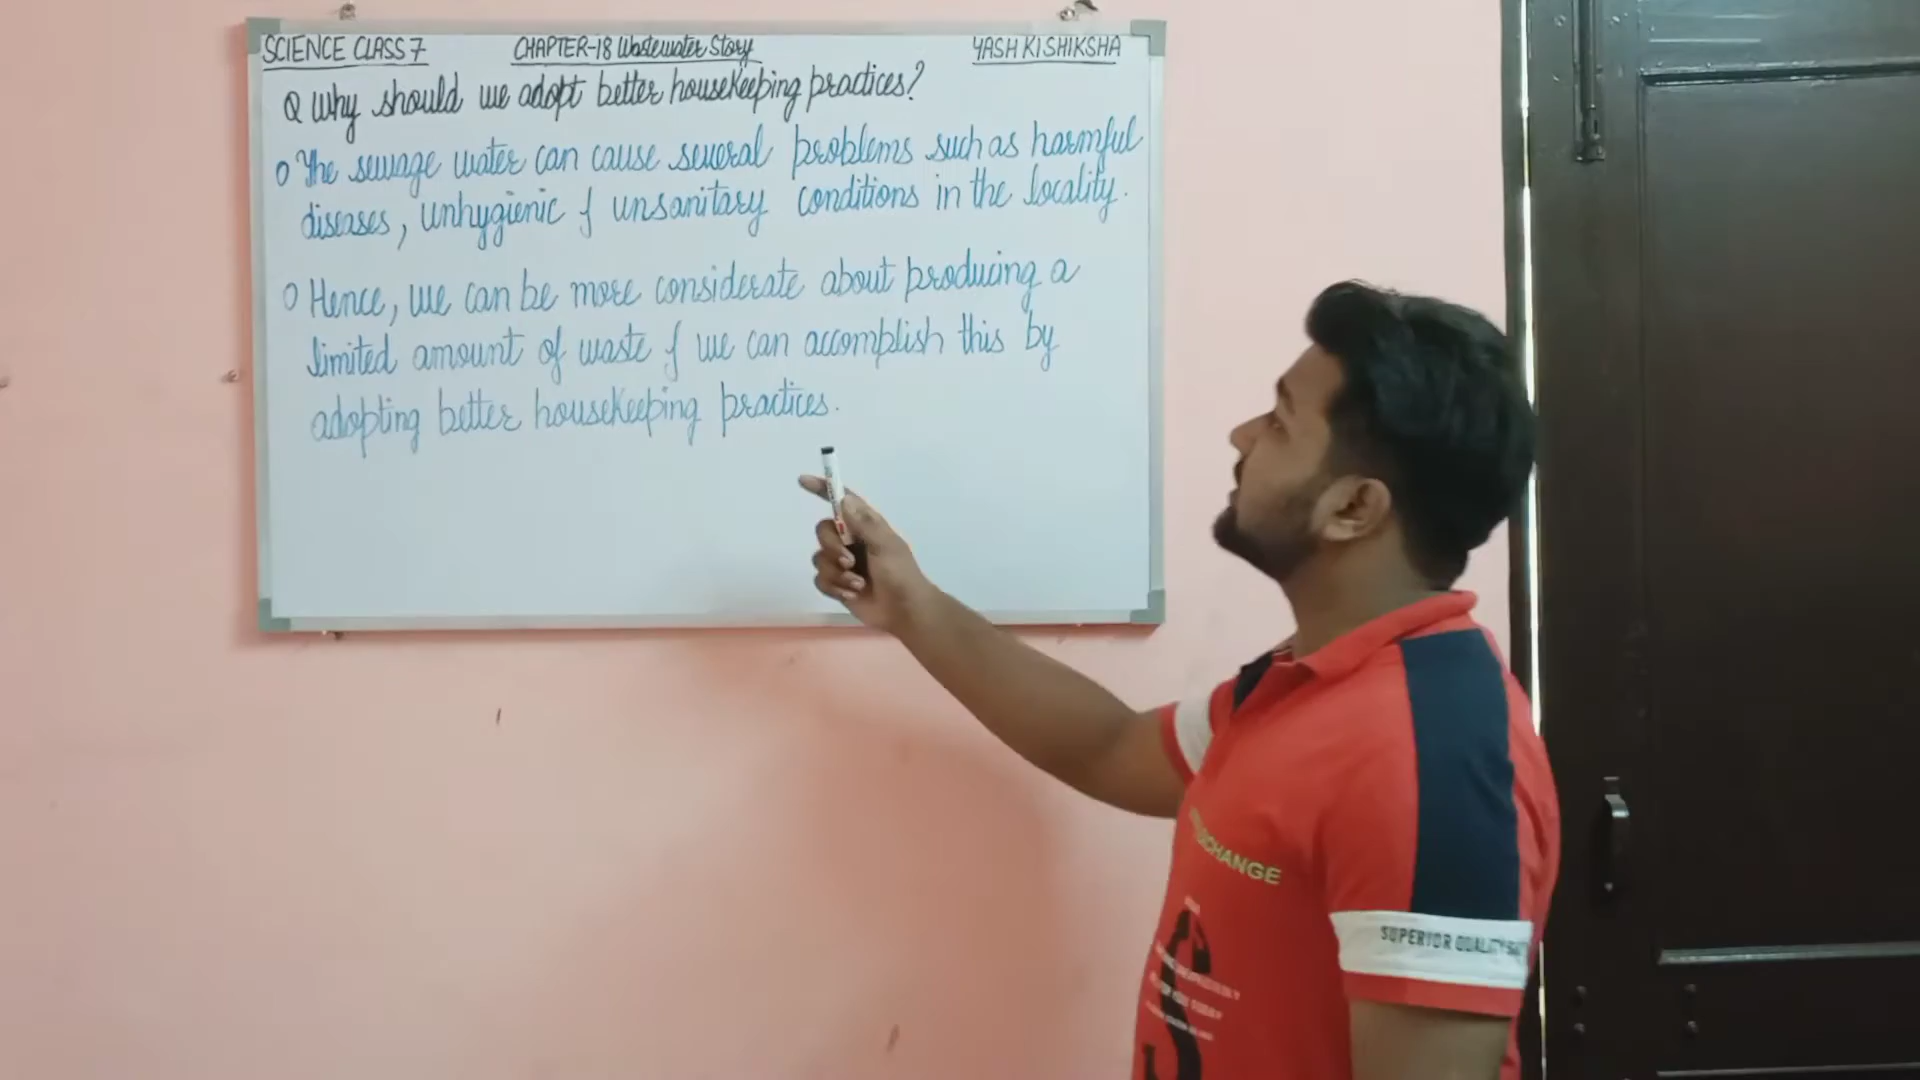 SCIENCE CLASS 7 CHAPTER-18 Wastewater Story YASH KI SHIKSHA
Q Why should we adopt better housekeeping practices?
o The sewage water can cause several problems such as harmful
diseases, unhygienic & unsanitary conditions in the locality.
o Hence, we can be more considerate about producing a
limited amount of waste & we can accomplish this by
adopting better housekeeping practices.
SUPERIOR QUALITY